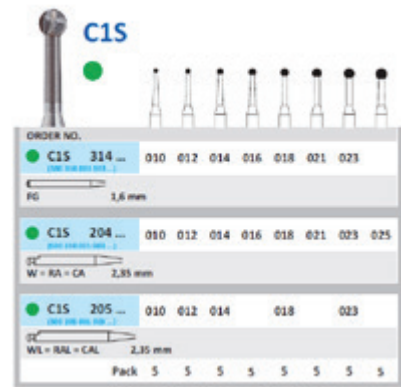 C1S
ORDER NO.
C1S 314 ... 010 012 014 016 018 021 023
FG 1,6 mm
C1S 204 ... 010 012 014 016 018 021 023 025
W = RA = CA 2,35 mm
C1S 205 ... 010 012 014 018 023
WL = RAL = CAL 2,35 mm
Pack 5 5 5 5 5 5 5 5